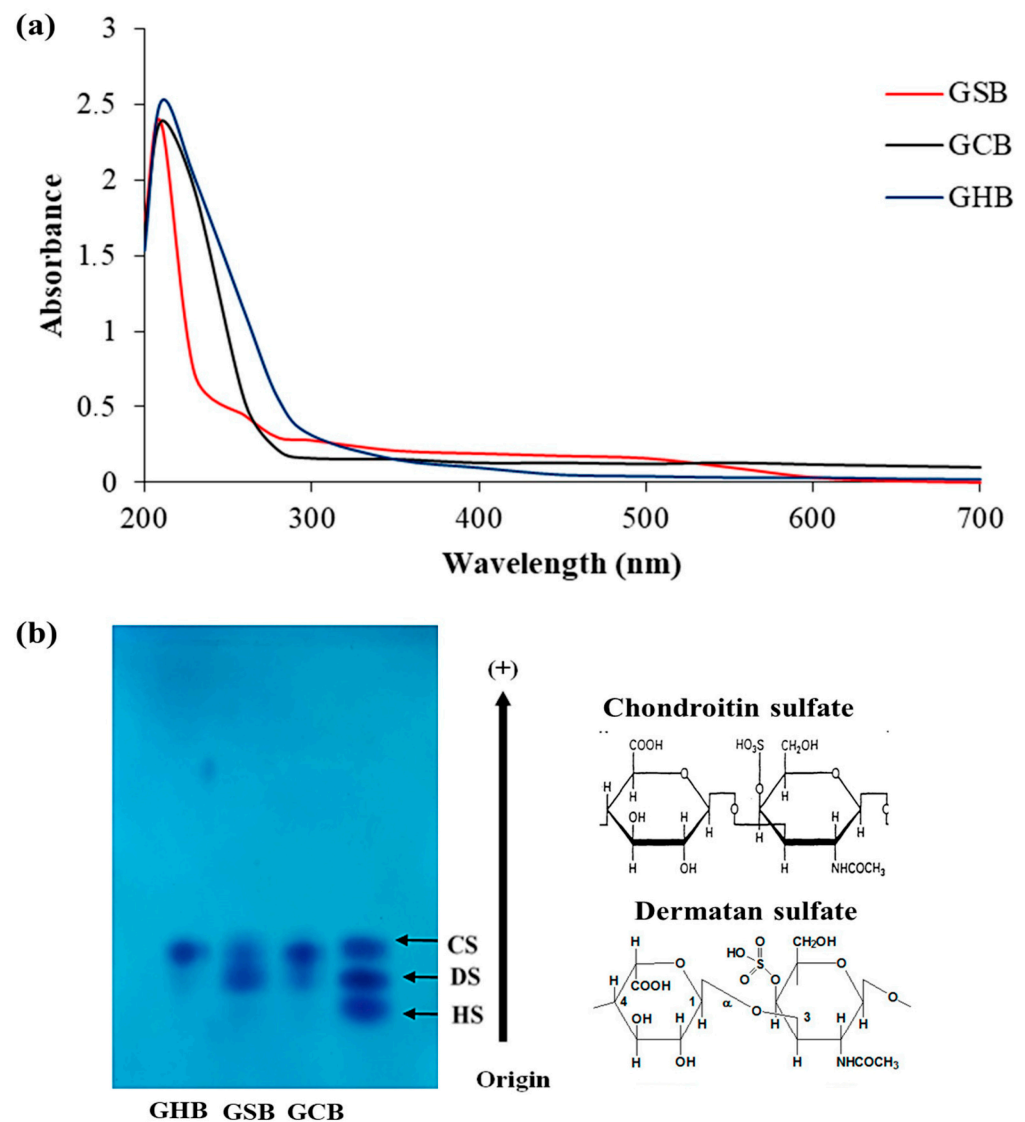 (a)
3
2.5
2
1.5
1
0.5
0
Absorbance
200 300 400 500 600 700
Wavelength (nm)
GSB
GCB
GHB
(b)
(+)
CS
DS
HS
Origin
GHB GSB GCB
Chondroitin sulfate
COOH HO₃S CH₂OH
O O O
H H H H
OH H H O H O
H H
H OH H NHCOCH₃
Dermatan sulfate
H O CH₂OH
HO S O O
H O O
COOH O
4 1 α O 3 H
OH H H H H
H OH H NHCOCH₃